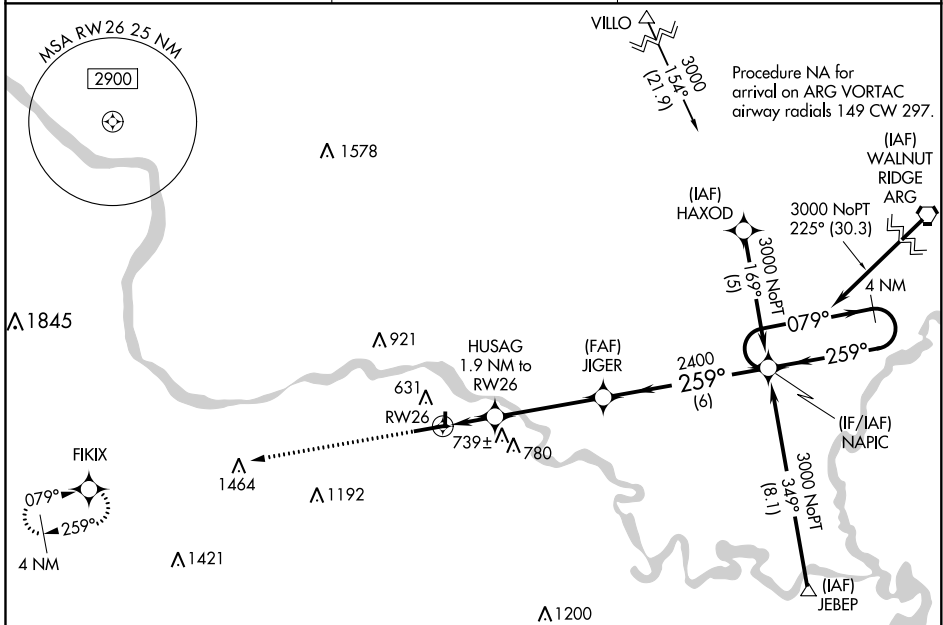 MSA RW26 25 NM
2900
VILLO
3000
154°
(21.9)
Procedure NA for
arrival on ARG VORTAC
airway radials 149 CW 297.
1578
(IAF)
WALNUT
RIDGE
ARG
(IAF)
HAXOD
3000 NoPT
225° (30.3)
3000 NoPT
169°
(5)
4 NM
079°
259°
1845
921
HUSAG
1.9 NM to
RW26
(FAF)
JIGER
2400
259°
(6)
631
RW26
739±
780
(IF/IAF)
NAPIC
FIKIX
079°
259°
4 NM
1464
1192
3000 NoPT
349°
(8.1)
1421
(IAF)
JEBEP
1200